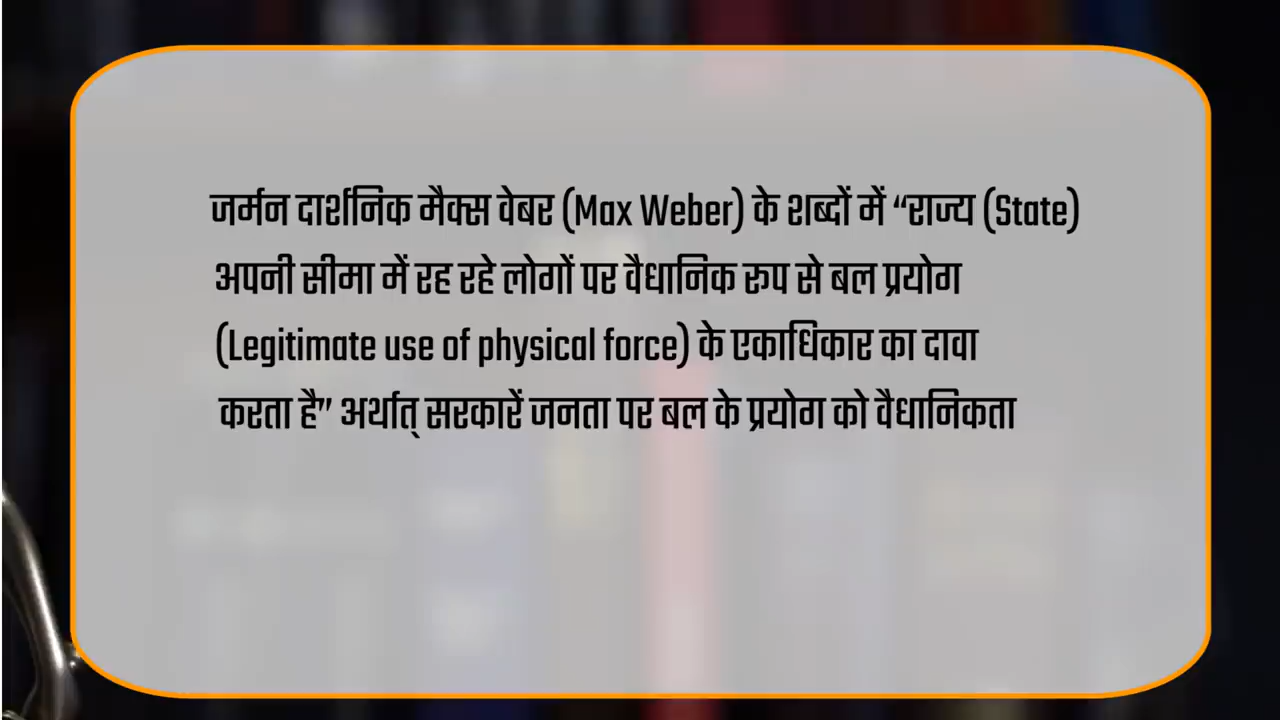 जर्मन दार्शनिक मैक्स वेबर (Max Weber) के शब्दों में “राज्य (State)
अपनी सीमा में रह रहे लोगों पर वैधानिक रूप से बल प्रयोग
(Legitimate use of physical force) के एकाधिकार का दावा
करता है” अर्थात् सरकारें जनता पर बल के प्रयोग को वैधानिकता